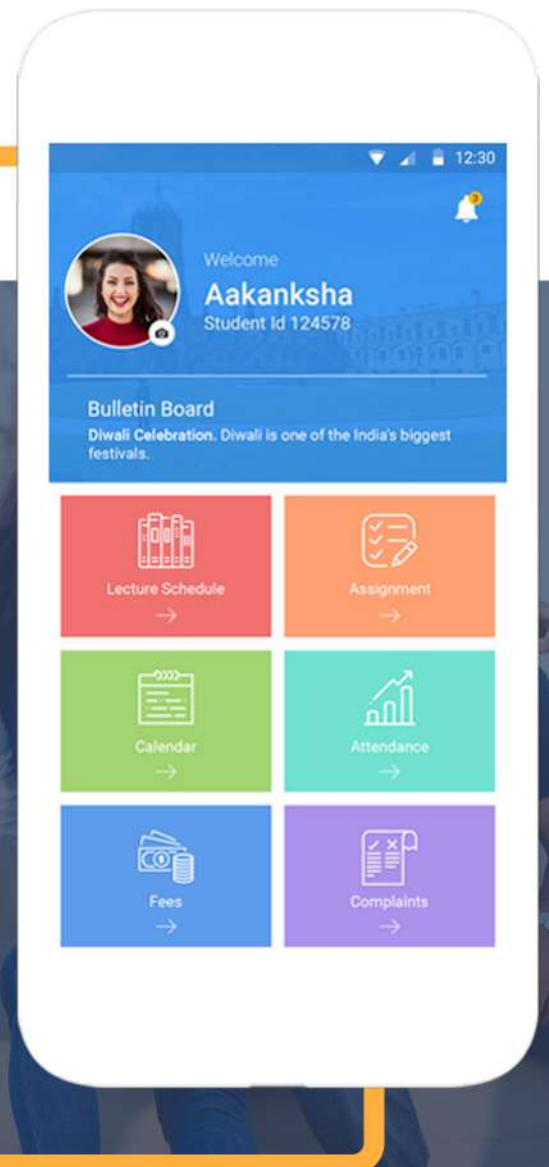 12:30
3
Welcome
Aakanksha
Student Id 124578
Bulletin Board
Diwali Celebration. Diwali is one of the India's biggest
festivals.
Lecture Schedule
Assignment
Calendar
Attendance
Fees
Complaints